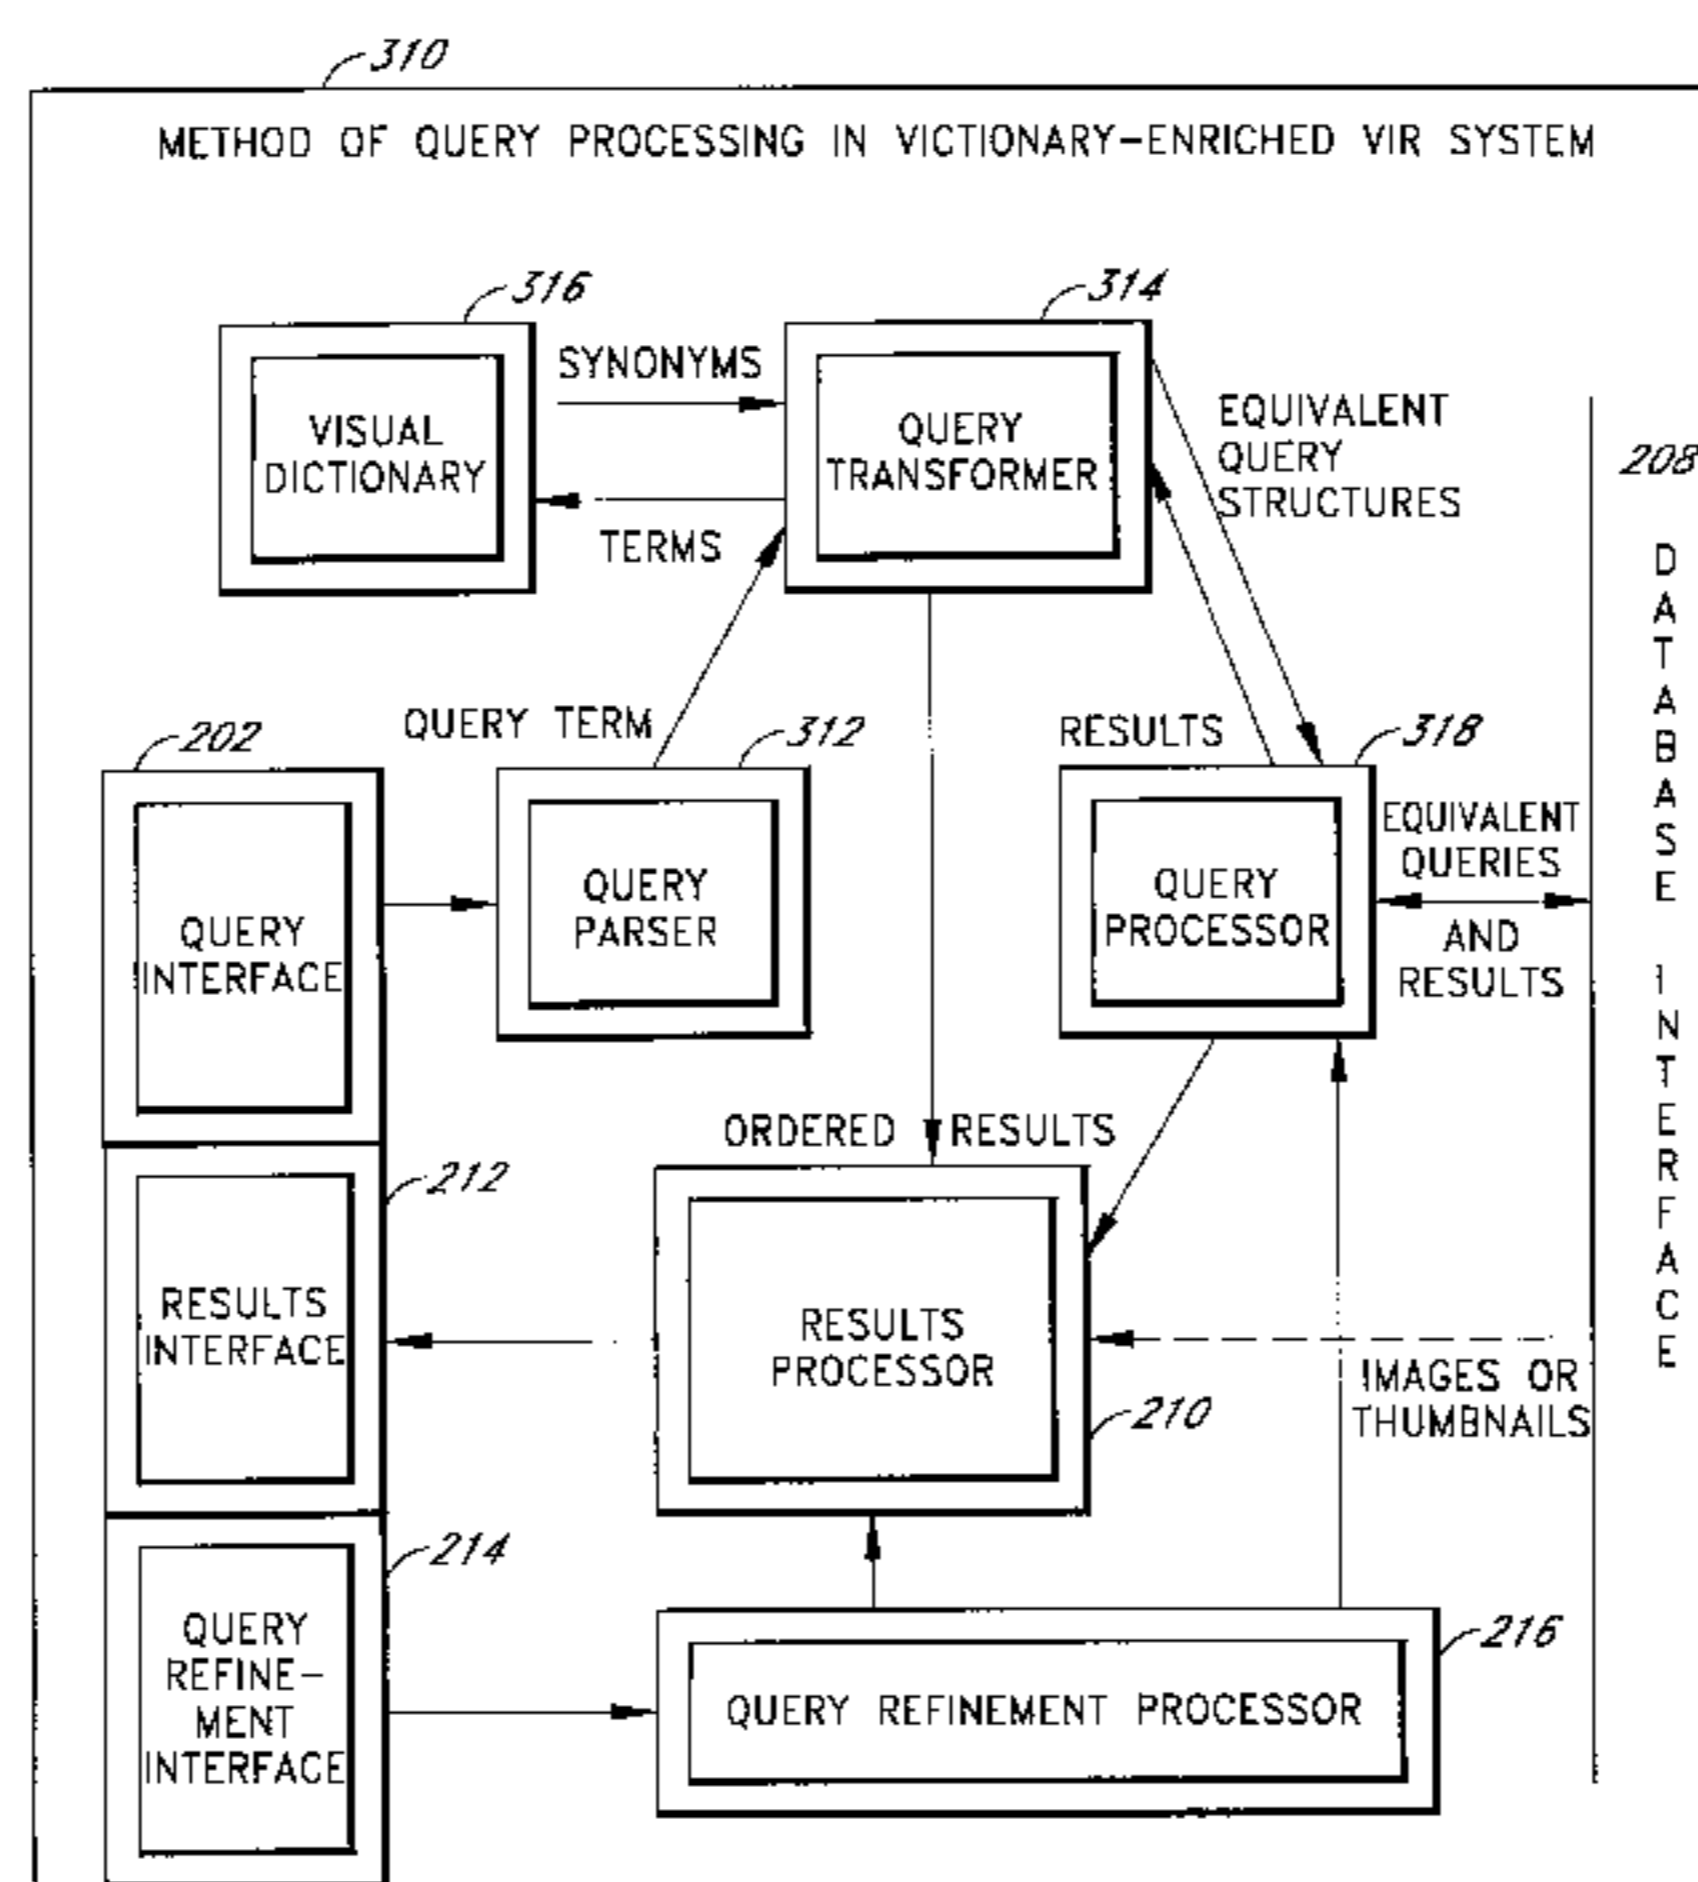 310
METHOD OF QUERY PROCESSING IN VICTIONARY-ENRICHED VIR SYSTEM
316
314
SYNONYMS
VISUAL
DICTIONARY
QUERY
TRANSFORMER
EQUIVALENT
QUERY
STRUCTURES
208
TERMS
DATABASE INTERFACE
202
QUERY TERM
312
RESULTS
318
QUERY
INTERFACE
QUERY
PARSER
QUERY
PROCESSOR
EQUIVALENT
QUERIES
AND
RESULTS
ORDERED RESULTS
212
RESULTS
INTERFACE
RESULTS
PROCESSOR
210
IMAGES OR
THUMBNAILS
214
QUERY
REFINE-
MENT
INTERFACE
216
QUERY REFINEMENT PROCESSOR